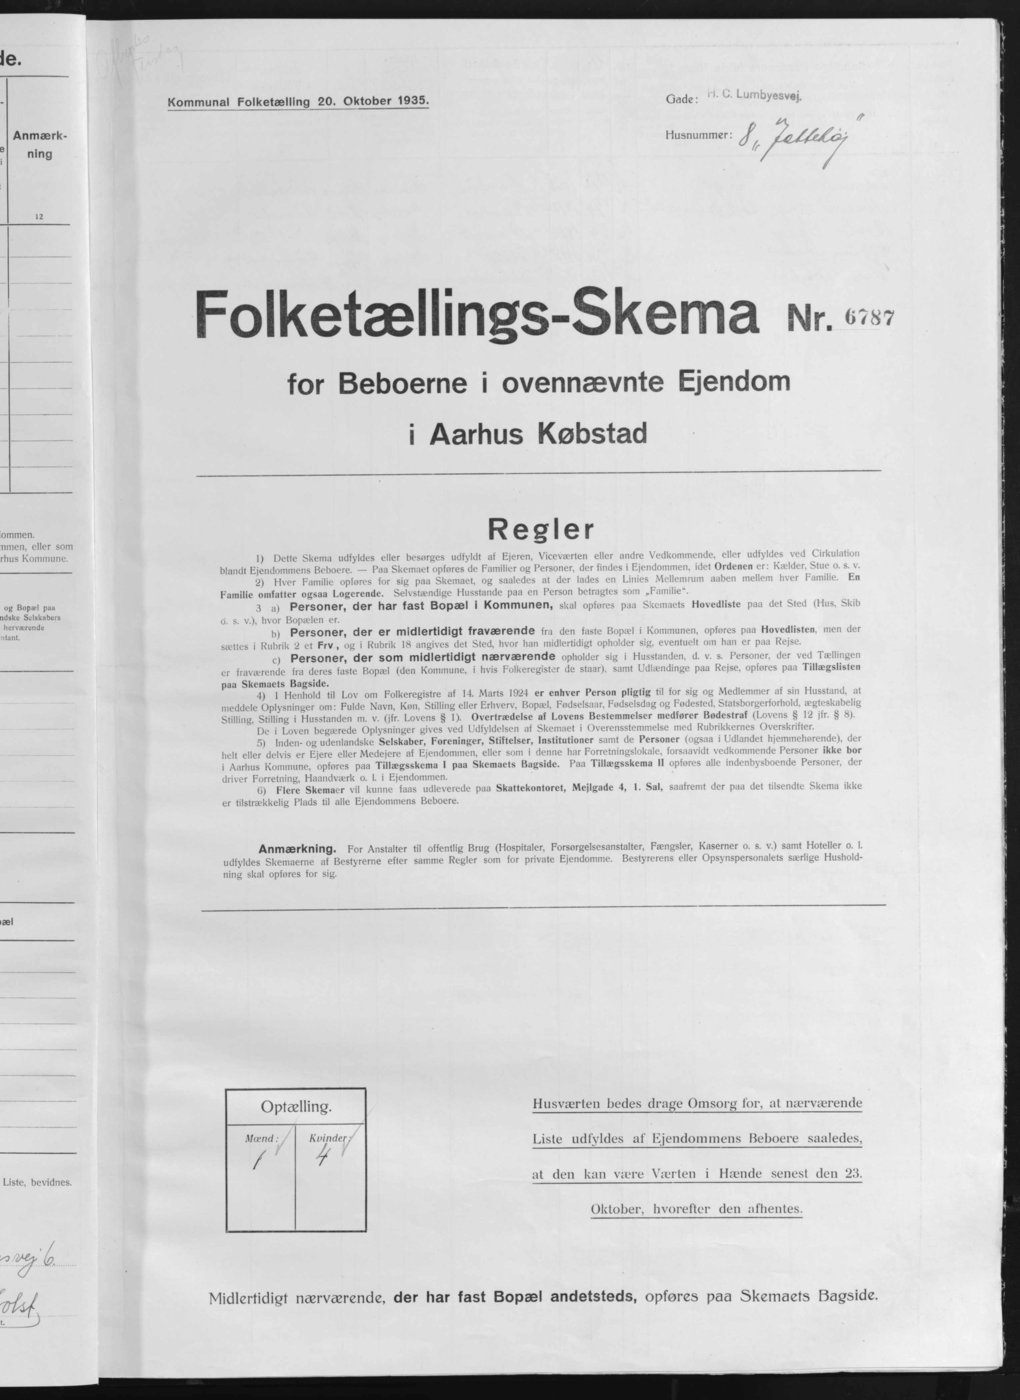 de.
Anmærk-
ning
12
Kommunal Folketælling 20. Oktober 1935.
Gade: H. C. Lumbyesvej.
Husnummer: 8, "Jættehøj"
Folketællings-Skema Nr. 6787
for Beboerne i ovennævnte Ejendom
i Aarhus Købstad
Regler
1) Dette Skema udfyldes eller besørges udfyldt af Ejeren, Viceværten eller andre Vedkommende, eller udfyldes ved Cirkulation
blandt Ejendommens Beboere. — Paa Skemaet opføres de Familier og Personer, der findes i Ejendommen, idet Ordenen er: Kælder, Stue o. s. v.
2) Hver Familie opføres for sig paa Skemaet, og saaledes at der lades en Linies Mellemrum aaben mellem hver Familie. En
Familie omfatter ogsaa Logerende. Selvstændige Husstande paa en Person betragtes som „Familie“.
3 a) Personer, der har fast Bopæl i Kommunen, skal opføres paa Skemaets Hovedliste paa det Sted (Hus, Skib
o. s. v.), hvor Bopælen er.
b) Personer, der er midlertidigt fraværende fra den faste Bopæl i Kommunen, opføres paa Hovedlisten, men der
sættes i Rubrik 2 et Frv., og i Rubrik 18 angives det Sted, hvor han midlertidigt opholder sig, eventuelt om han er paa Rejse.
c) Personer, der som midlertidigt nærværende opholder sig i Husstanden, d. v. s. Personer, der ved Tællingen
er fraværende fra deres faste Bopæl (den Kommune, i hvis Folkeregister de staar), samt Udlændinge paa Rejse, opføres paa Tillægslisten
paa Skemaets Bagside.
4) I Henhold til Lov om Folkeregistre af 14. Marts 1924 er enhver Person pligtig til for sig og Medlemmer af sin Husstand, at
meddele Oplysninger om: Fulde Navn, Køn, Stilling eller Erhverv, Bopæl, Fødselsaar, Fødselsdag og Fødested, Statsborgerforhold, ægteskabelig
Stilling, Stilling i Husstanden m. v. (jfr. Lovens § 1). Overtrædelse af Lovens Bestemmelser medfører Bødestraf (Lovens § 12 jfr. § 8).
De i Loven begærede Oplysninger gives ved Udfyldelsen af Skemaet i Overensstemmelse med Rubrikkernes Overskrifter.
5) Inden- og udenlandske Selskaber, Foreninger, Stiftelser, Institutioner samt de Personer (ogsaa i Udlandet hjemmehørende), der
helt eller delvis er Ejere eller Medejere af Ejendommen, eller som i denne har Forretningslokale, forsaavidt vedkommende Personer ikke bor
i Aarhus Kommune, opføres paa Tillægsskema I paa Skemaets Bagside. Paa Tillægsskema II opføres alle indenbysboende Personer, der
driver Forretning, Haandværk o. l. i Ejendommen.
6) Flere Skemaer vil kunne faas udleverede paa Skattekontoret, Mejlgade 4, 1. Sal, saafremt der paa det tilsendte Skema ikke
er tilstrækkelig Plads til alle Ejendommens Beboere.
Anmærkning. For Anstalter til offentlig Brug (Hospitaler, Forsørgelsesanstalter, Fængsler, Kaserner o. s. v.) samt Hoteller o. l.
udfyldes Skemaerne af Bestyrerne efter samme Regler som for private Ejendomme. Bestyrerens eller Opsynspersonalets særlige Hushold-
ning skal opføres for sig.
Optælling.
Mænd: Kvinder:
1 4
Husværten bedes drage Omsorg for, at nærværende
Liste udfyldes af Ejendommens Beboere saaledes,
at den kan være Værten i Hænde senest den 23.
Oktober, hvorefter den afhentes.
Midlertidigt nærværende, der har fast Bopæl andetsteds, opføres paa Skemaets Bagside.
ommen.
mmen, eller som
rhus Kommune.
og Bopæl paa
ndske Selskabers
herværende
ntant.
pæl
Liste, bevidnes.
svej 6.
olst